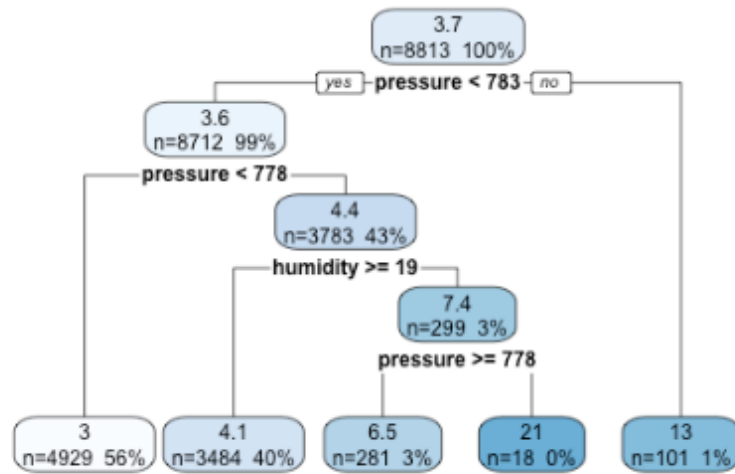 3.7
n=8813 100%
yes pressure < 783 no
3.6
n=8712 99%
pressure < 778
4.4
n=3783 43%
humidity >= 19
7.4
n=299 3%
pressure >= 778
3
n=4929 56%
4.1
n=3484 40%
6.5
n=281 3%
21
n=18 0%
13
n=101 1%